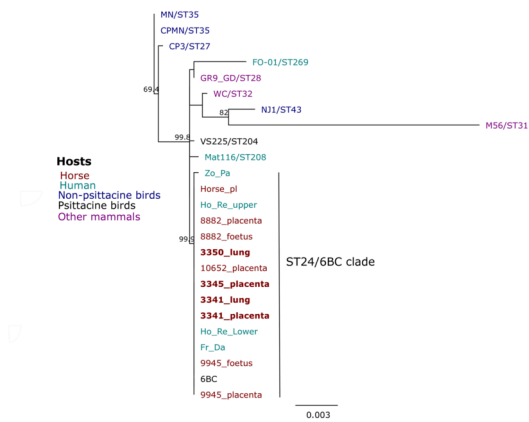 MN/ST35
CPMN/ST35
CP3/ST27
FO-01/ST269
GR9_GD/ST28
69.4
WC/ST32
NJ1/ST43
82
M56/ST31
99.8
VS225/ST204
Mat116/ST208
Hosts
Horse
Human
Non-psittacine birds
Psittacine birds
Other mammals
Zo_Pa
Horse_pl
Ho_Re_upper
8882_placenta
8882_foetus
99.9
3350_lung
10652_placenta
3345_placenta
3341_lung
3341_placenta
Ho_Re_Lower
Fr_Da
9945_foetus
6BC
9945_placenta
ST24/6BC clade
0.003